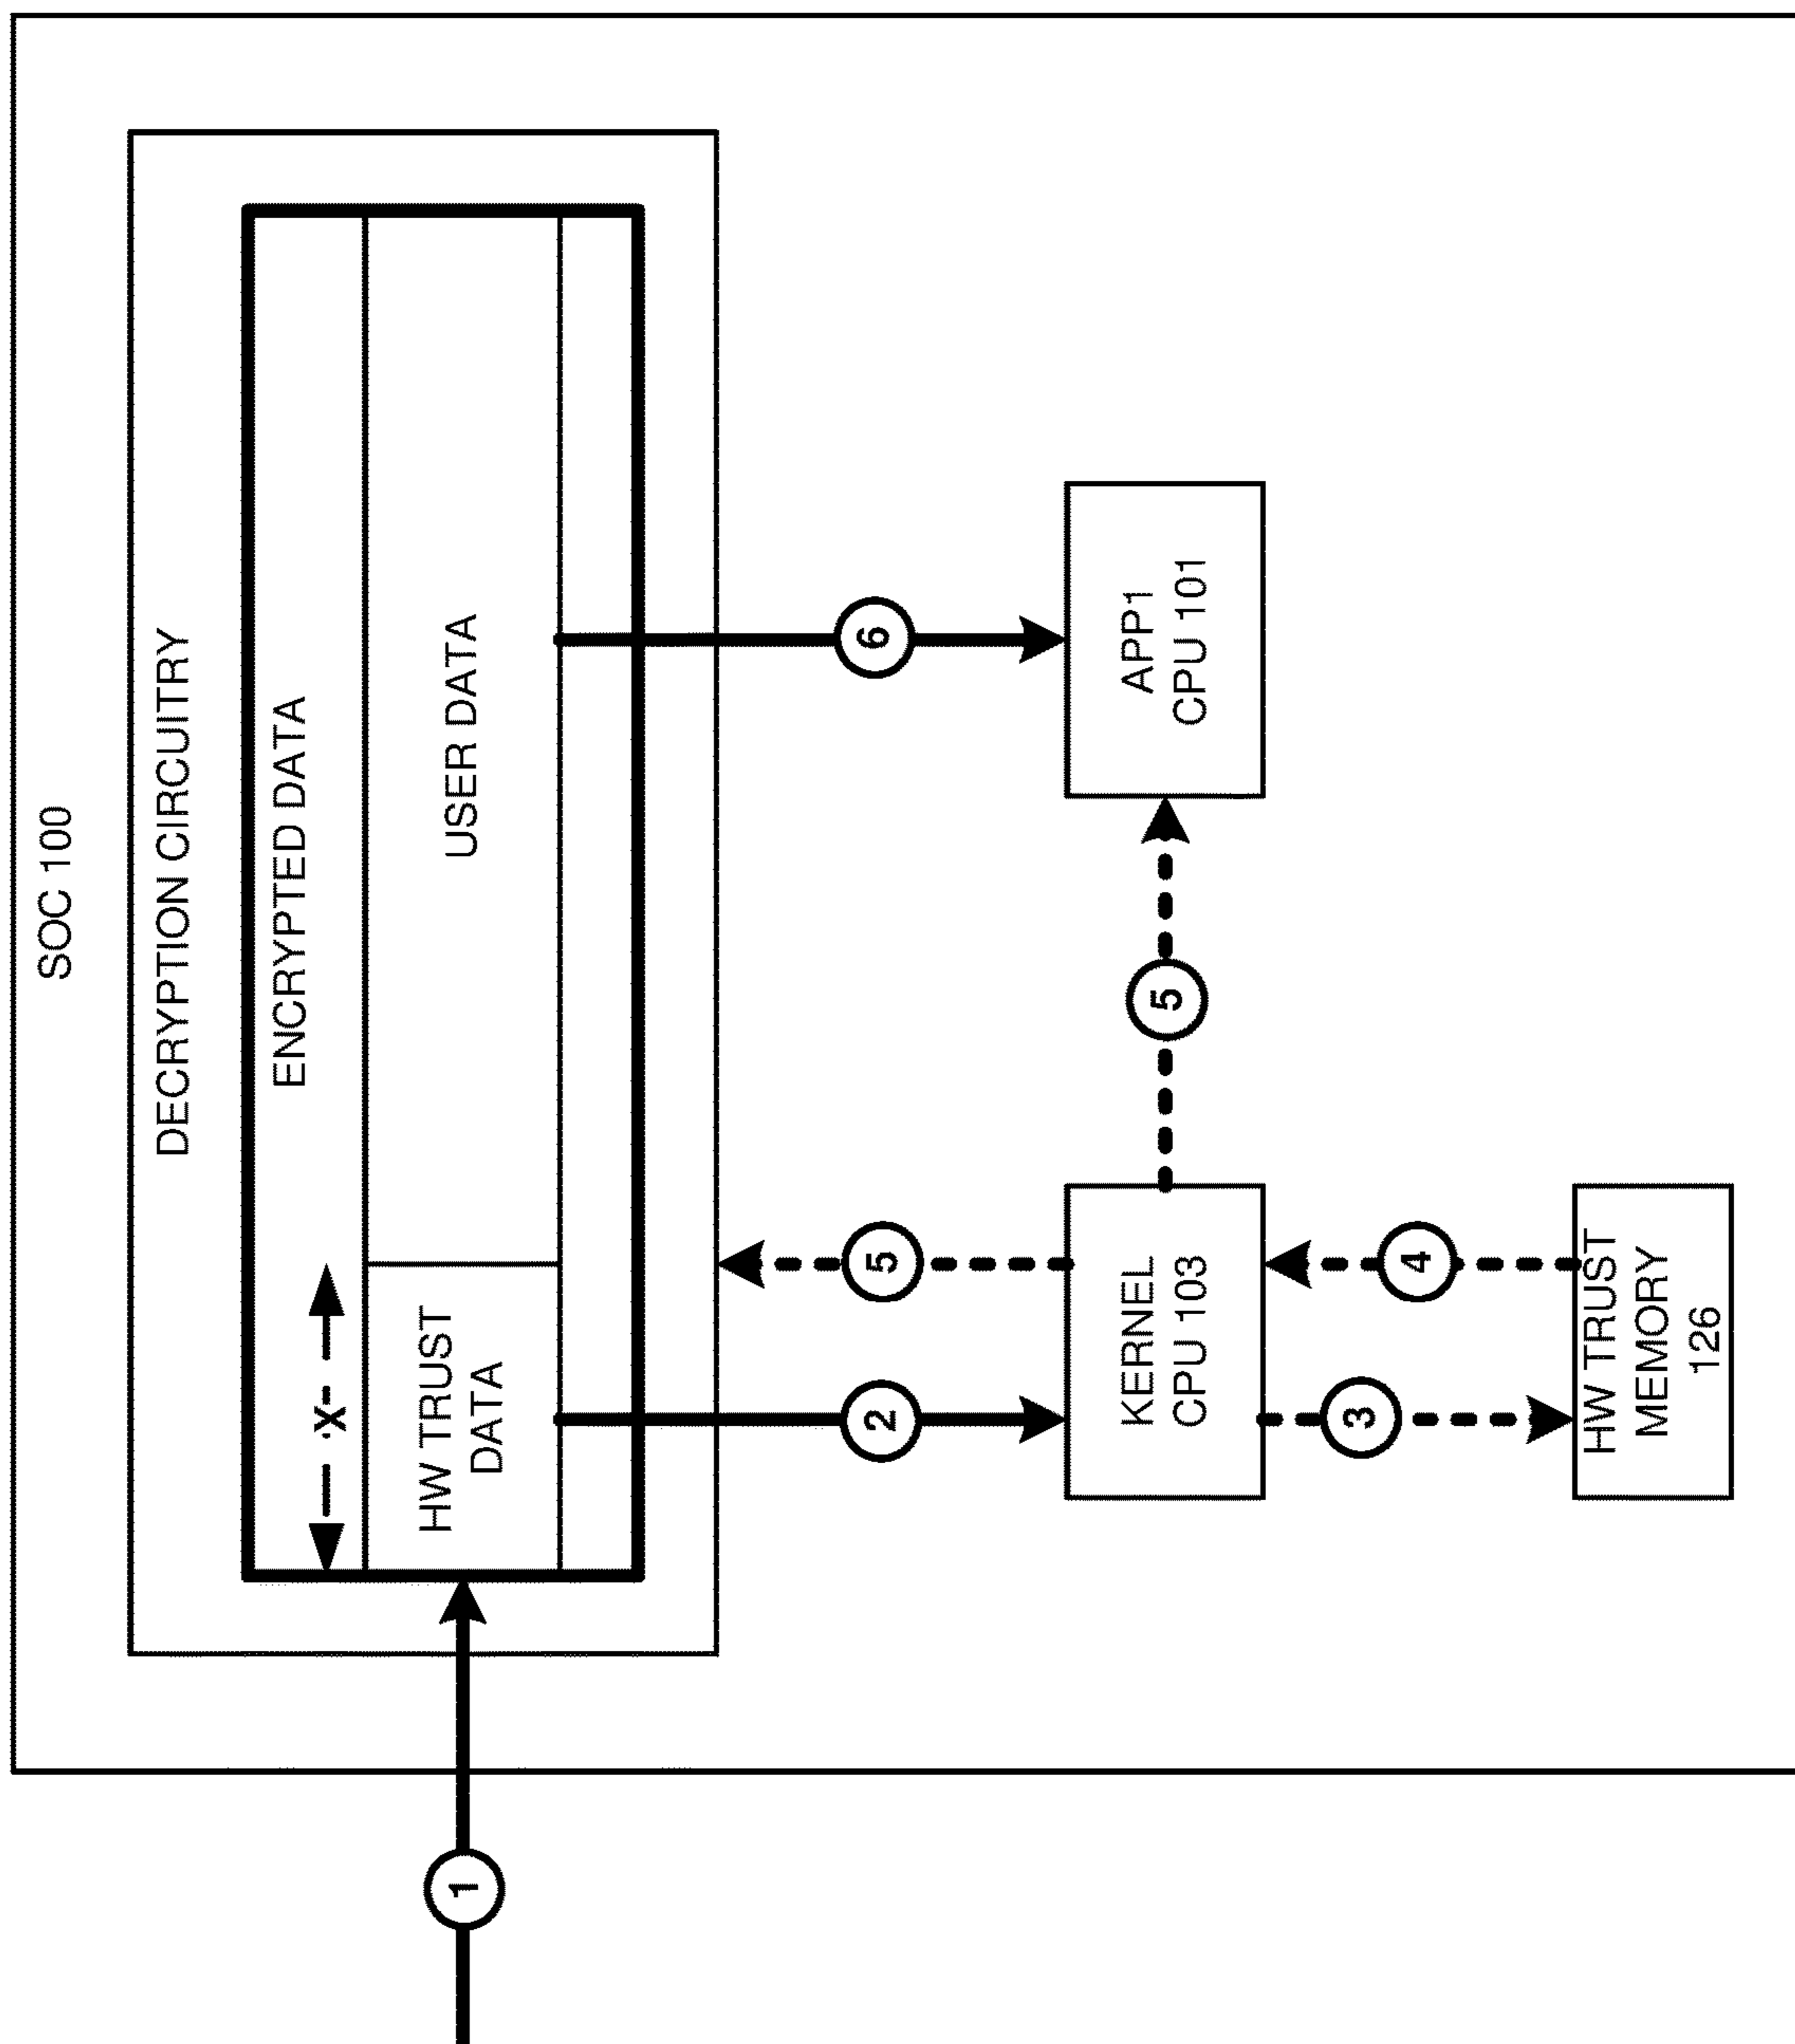 SOC 100
DECRYPTION CIRCUITRY
ENCRYPTED DATA
X
HW TRUST
DATA
USER DATA
1
2
5
6
KERNEL
CPU 103
5
APP1
CPU 101
3
4
HW TRUST
MEMORY
126